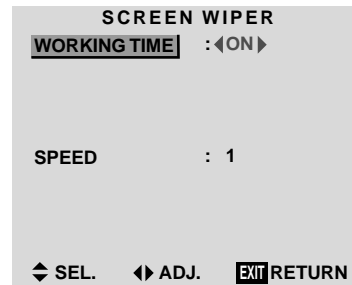 SCREEN WIPER
WORKING TIME : ◀ON▶
SPEED : 1
▲▼ SEL. ◀▶ ADJ. EXIT RETURN